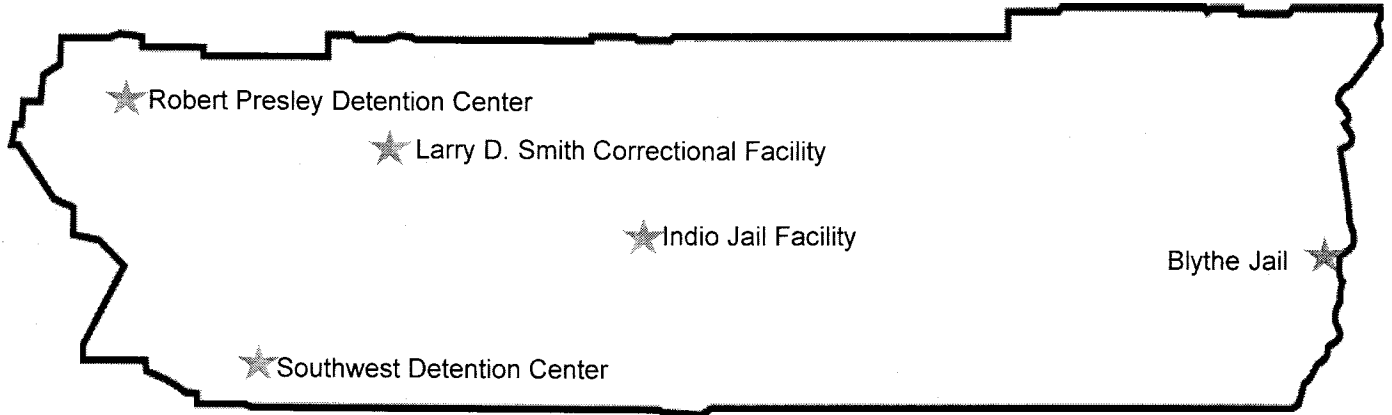 Robert Presley Detention Center
Larry D. Smith Correctional Facility
Indio Jail Facility
Blythe Jail
Southwest Detention Center